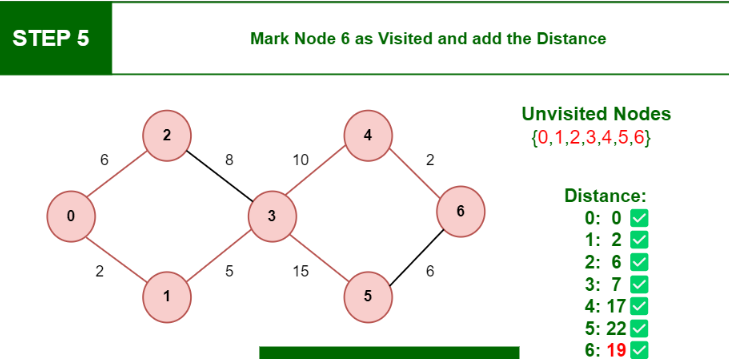 STEP 5
Mark Node 6 as Visited and add the Distance
Unvisited Nodes
{0,1,2,3,4,5,6}
2
4
6
8
10
2
0
3
6
2
5
15
6
1
5
Distance:
0: 0 ✅
1: 2 ✅
2: 6 ✅
3: 7 ✅
4: 17 ✅
5: 22 ✅
6: 19 ✅